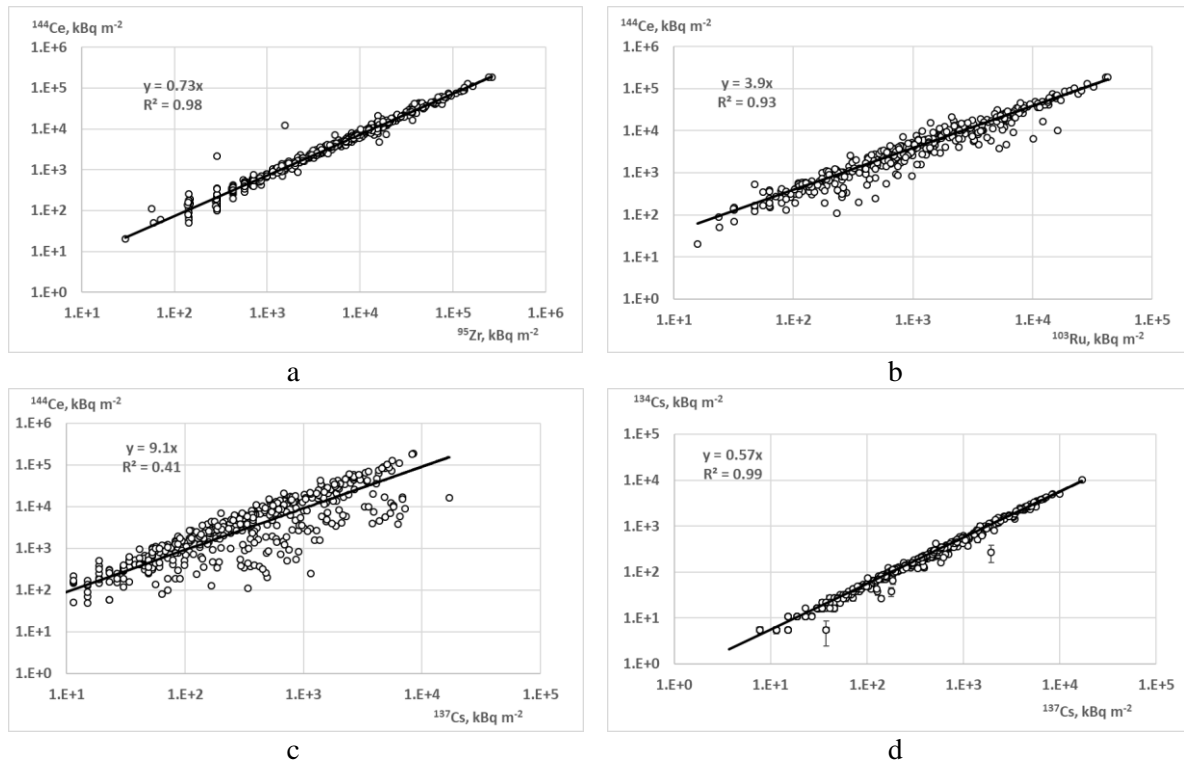 ¹⁴⁴Ce, kBq m⁻²
1.E+6
1.E+5
1.E+4
1.E+3
1.E+2
1.E+1
1.E+0
y = 0.73x
R² = 0.98
1.E+1 1.E+2 1.E+3 1.E+4 1.E+5 1.E+6
⁹⁵Zr, kBq m⁻²
a
¹⁴⁴Ce, kBq m⁻²
1.E+6
1.E+5
1.E+4
1.E+3
1.E+2
1.E+1
1.E+0
y = 3.9x
R² = 0.93
1.E+1 1.E+2 1.E+3 1.E+4 1.E+5
¹⁰³Ru, kBq m⁻²
b
¹⁴⁴Ce, kBq m⁻²
1.E+6
1.E+5
1.E+4
1.E+3
1.E+2
1.E+1
1.E+0
y = 9.1x
R² = 0.41
1.E+1 1.E+2 1.E+3 1.E+4 1.E+5
¹³⁷Cs, kBq m⁻²
c
¹³⁴Cs, kBq m⁻²
1.E+5
1.E+4
1.E+3
1.E+2
1.E+1
1.E+0
y = 0.57x
R² = 0.99
1.E+0 1.E+1 1.E+2 1.E+3 1.E+4 1.E+5
¹³⁷Cs, kBq m⁻²
d